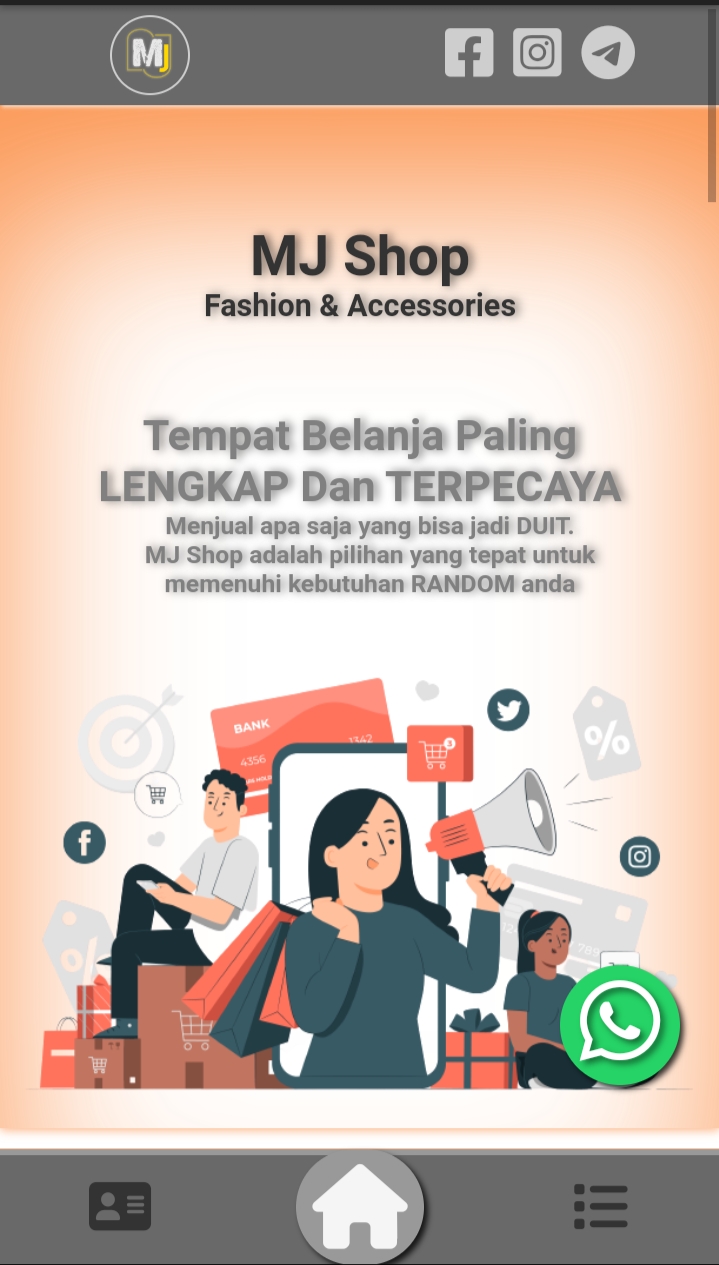 MJ
MJ Shop
Fashion & Accessories
Tempat Belanja Paling
LENGKAP Dan TERPECAYA
Menjual apa saja yang bisa jadi DUIT.
MJ Shop adalah pilihan yang tepat untuk
memenuhi kebutuhan RANDOM anda
BANK
1342
4356
3
%
%